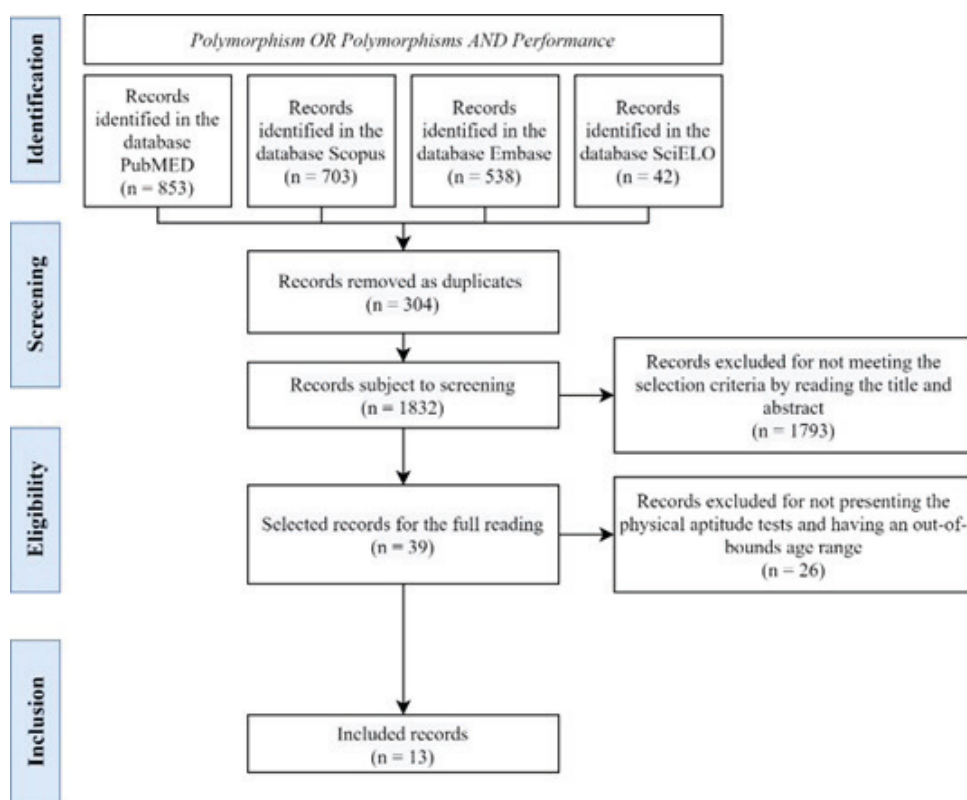 Identification
Polymorphism OR Polymorphisms AND Performance
Records
identified in the
database
PubMED
(n = 853)
Records
identified in the
database Scopus
(n = 703)
Records
identified in the
database Embase
(n = 538)
Records
identified in the
database SciELO
(n = 42)
Screening
Records removed as duplicates
(n = 304)
Records subject to screening
(n = 1832)
Records excluded for not meeting the
selection criteria by reading the title and
abstract
(n = 1793)
Eligibility
Selected records for the full reading
(n = 39)
Records excluded for not presenting the
physical aptitude tests and having an out-of-
bounds age range
(n = 26)
Inclusion
Included records
(n = 13)